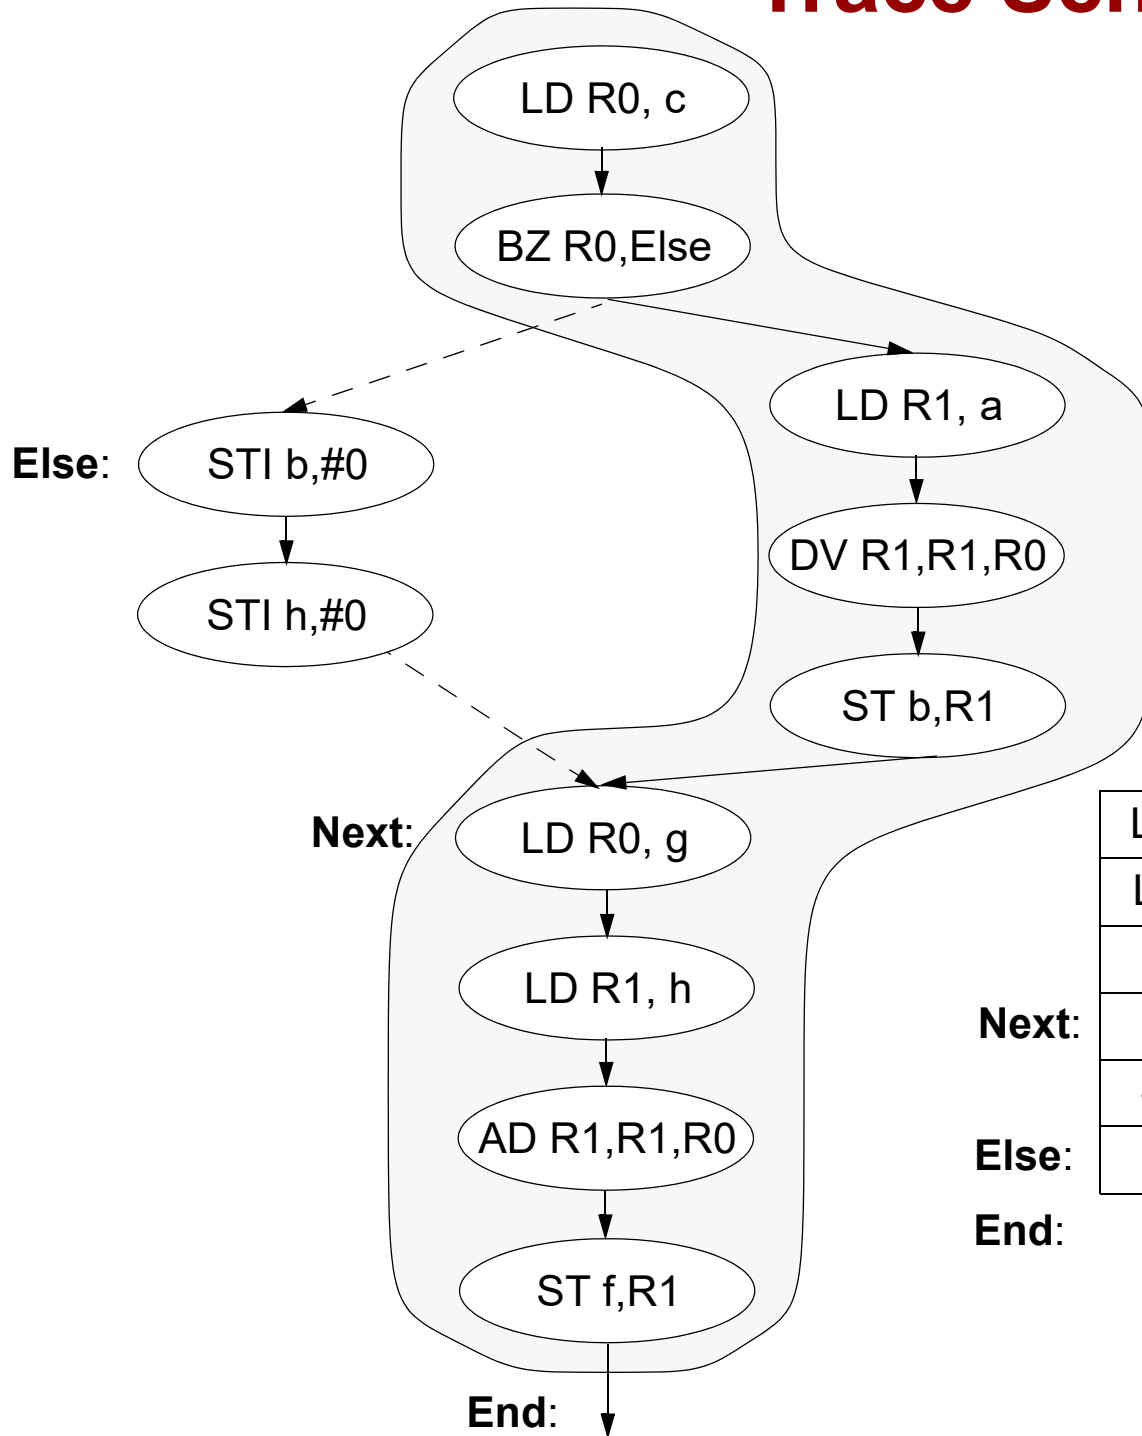 LD R0, c
BZ R0,Else
LD R1, a
Else: STI b,#0
DV R1,R1,R0
STI h,#0
ST b,R1
Next: LD R0, g
LD R1, h
Next:
AD R1,R1,R0
Else:
End:
ST f,R1
End: